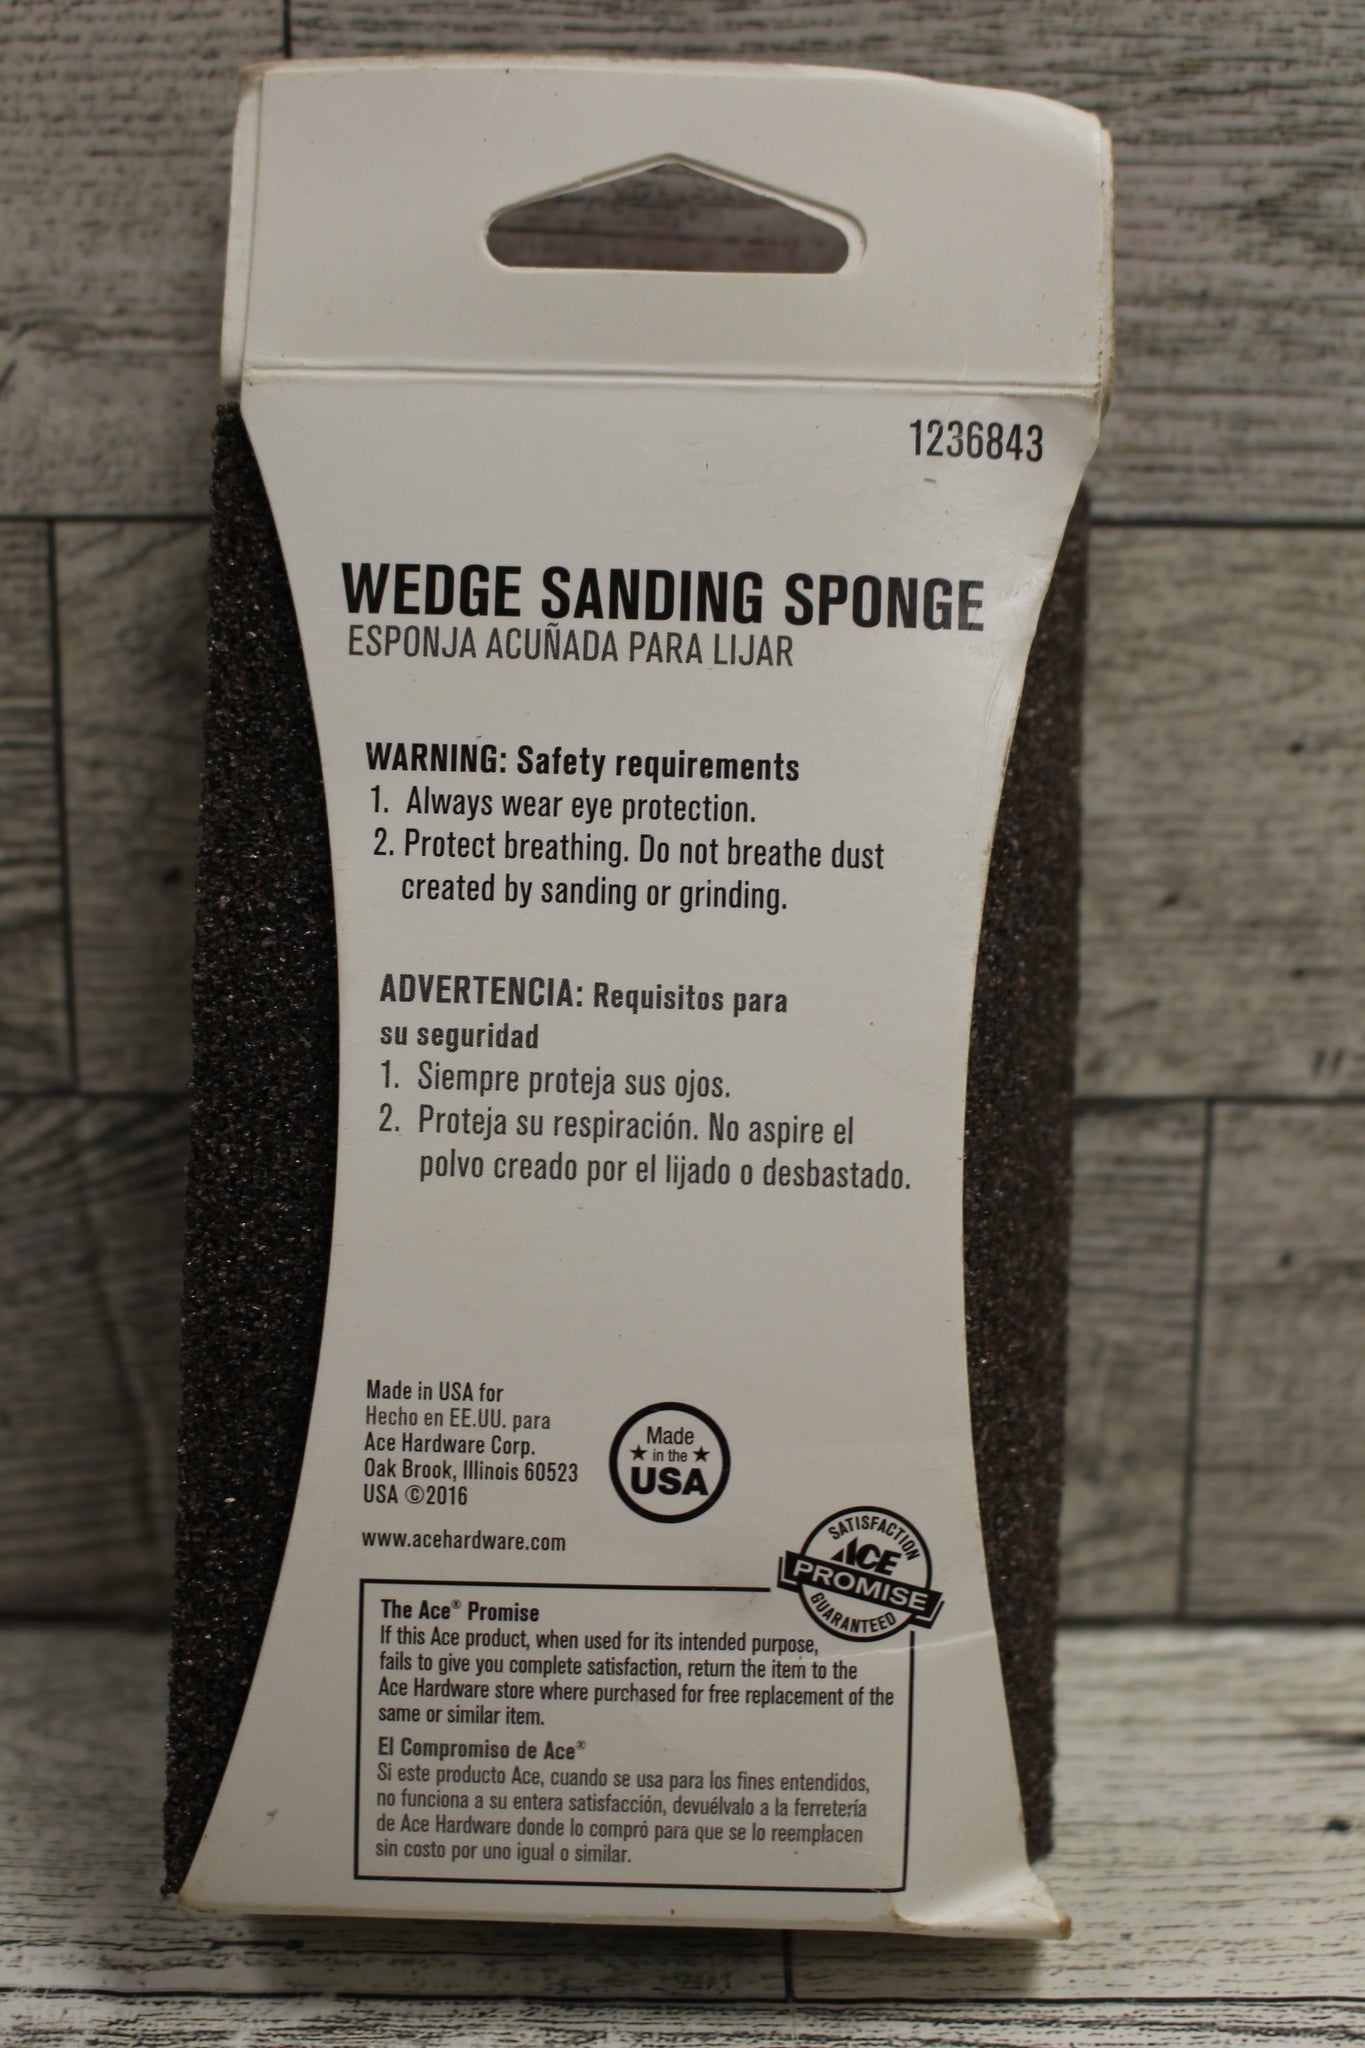 1236843
WEDGE SANDING SPONGE
ESPONJA ACUÑADA PARA LIJAR
WARNING: Safety requirements
1. Always wear eye protection.
2. Protect breathing. Do not breathe dust
created by sanding or grinding.
ADVERTENCIA: Requisitos para
su seguridad
1. Siempre proteja sus ojos.
2. Proteja su respiración. No aspire el
polvo creado por el lijado o desbastado.
Made in USA for
Hecho en EE.UU. para
Ace Hardware Corp.
Oak Brook, Illinois 60523
USA ©2016
www.acehardware.com
Made
in the
USA
SATISFACTION
ACE
PROMISE
GUARANTEED
The Ace® Promise
If this Ace product, when used for its intended purpose,
fails to give you complete satisfaction, return the item to the
Ace Hardware store where purchased for free replacement of the
same or similar item.
El Compromiso de Ace®
Si este producto Ace, cuando se usa para los fines entendidos,
no funciona a su entera satisfacción, devuélvalo a la ferretería
de Ace Hardware donde lo compró para que se lo reemplacen
sin costo por uno igual o similar.